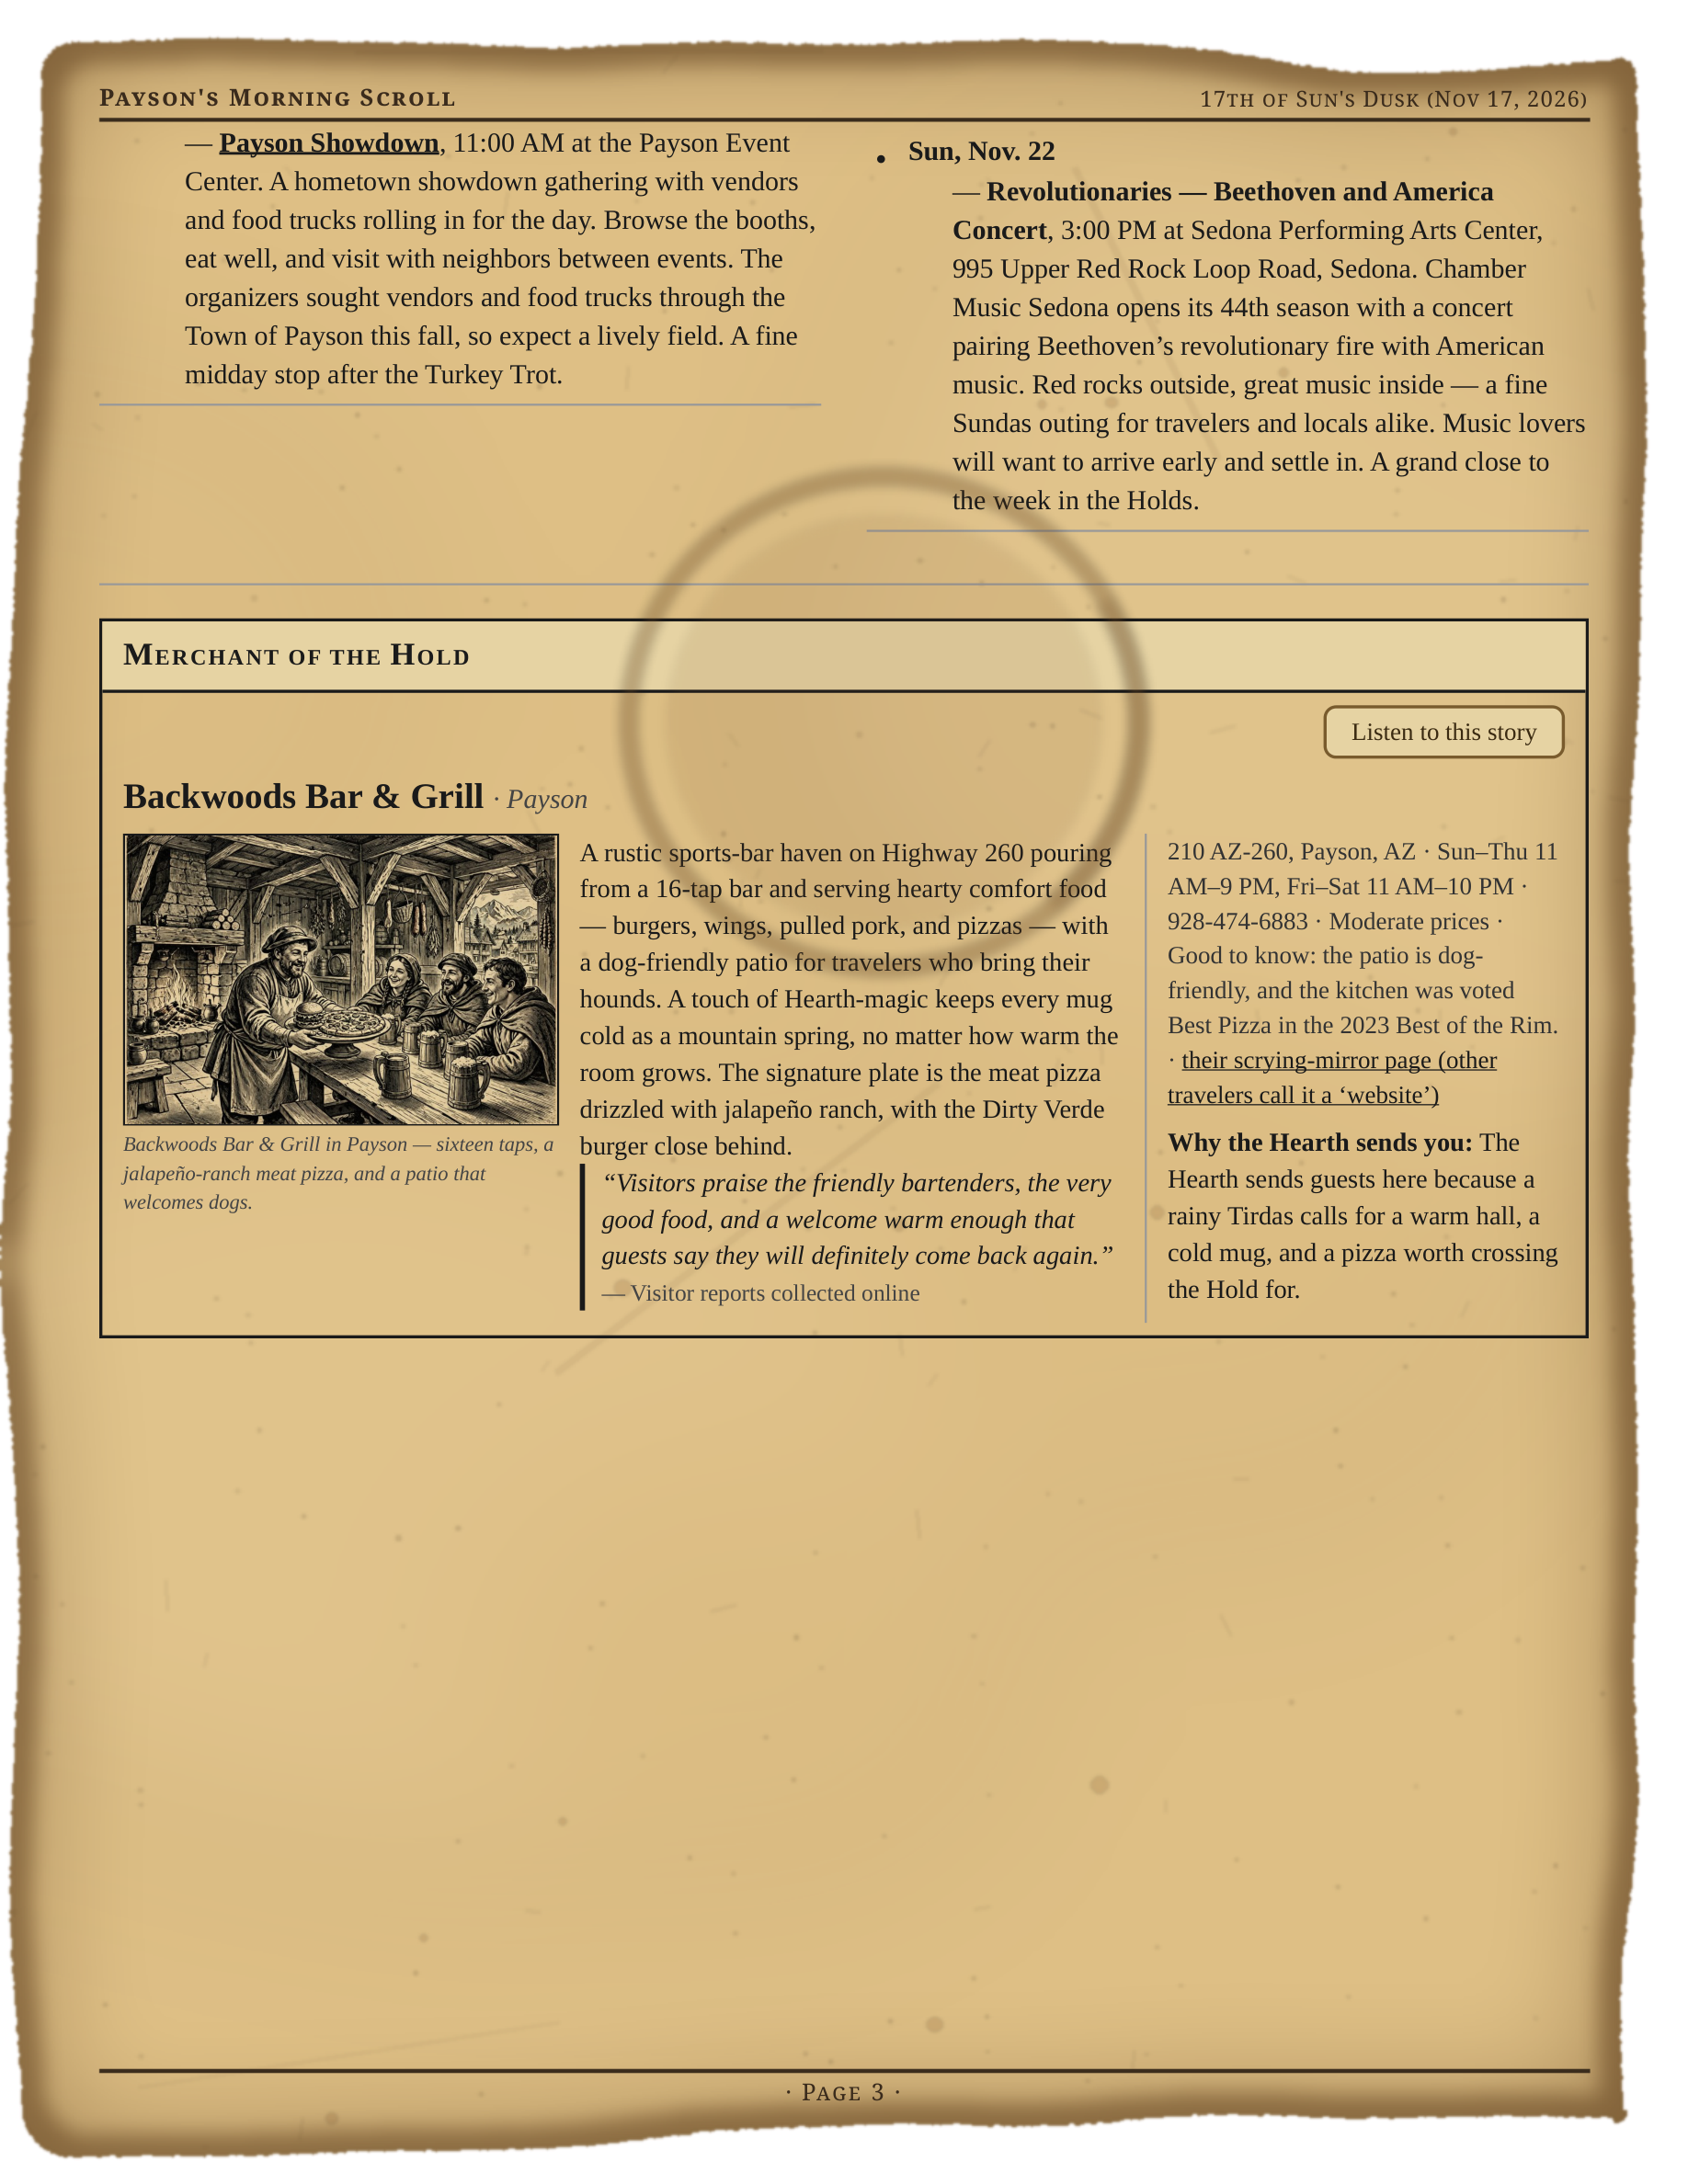 Payson's Morning Scroll
17th of Sun's Dusk (Nov 17, 2026)
— Payson Showdown, 11:00 AM at the Payson Event
Center. A hometown showdown gathering with vendors
and food trucks rolling in for the day. Browse the booths,
eat well, and visit with neighbors between events. The
organizers sought vendors and food trucks through the
Town of Payson this fall, so expect a lively field. A fine
midday stop after the Turkey Trot.
• Sun, Nov. 22
— Revolutionaries — Beethoven and America
Concert, 3:00 PM at Sedona Performing Arts Center,
995 Upper Red Rock Loop Road, Sedona. Chamber
Music Sedona opens its 44th season with a concert
pairing Beethoven’s revolutionary fire with American
music. Red rocks outside, great music inside — a fine
Sundas outing for travelers and locals alike. Music lovers
will want to arrive early and settle in. A grand close to
the week in the Holds.
Merchant of the Hold
Listen to this story
Backwoods Bar & Grill · Payson
Backwoods Bar & Grill in Payson — sixteen taps, a
jalapeño-ranch meat pizza, and a patio that
welcomes dogs.
A rustic sports-bar haven on Highway 260 pouring
from a 16-tap bar and serving hearty comfort food
— burgers, wings, pulled pork, and pizzas — with
a dog-friendly patio for travelers who bring their
hounds. A touch of Hearth-magic keeps every mug
cold as a mountain spring, no matter how warm the
room grows. The signature plate is the meat pizza
drizzled with jalapeño ranch, with the Dirty Verde
burger close behind.
“Visitors praise the friendly bartenders, the very
good food, and a welcome warm enough that
guests say they will definitely come back again.”
— Visitor reports collected online
210 AZ-260, Payson, AZ · Sun–Thu 11
AM–9 PM, Fri–Sat 11 AM–10 PM ·
928-474-6883 · Moderate prices ·
Good to know: the patio is dog-
friendly, and the kitchen was voted
Best Pizza in the 2023 Best of the Rim.
· their scrying-mirror page (other
travelers call it a ‘website’)
Why the Hearth sends you: The
Hearth sends guests here because a
rainy Tirdas calls for a warm hall, a
cold mug, and a pizza worth crossing
the Hold for.
· Page 3 ·